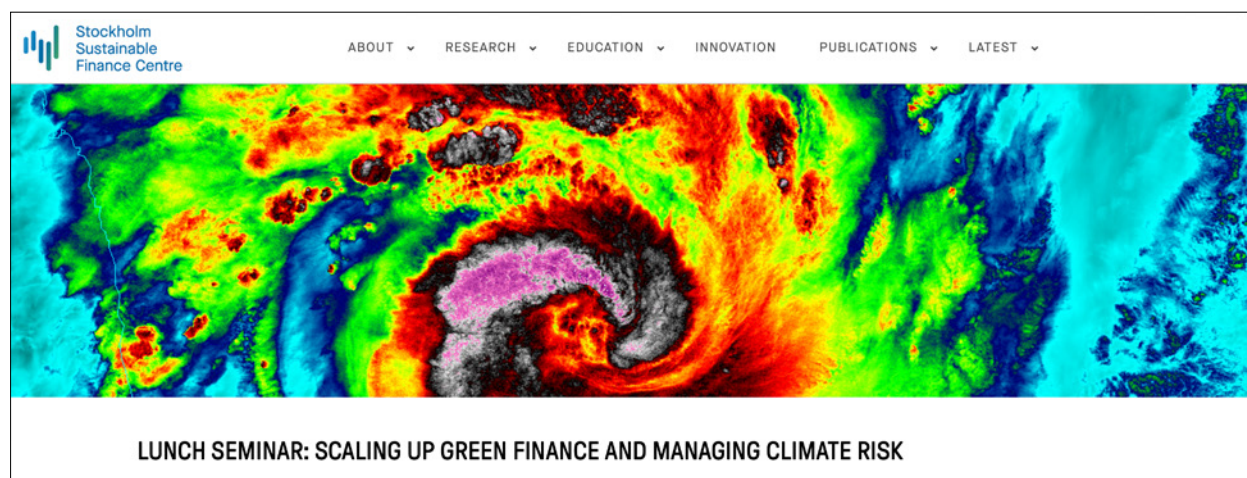 Stockholm
Sustainable
Finance Centre
ABOUT RESEARCH EDUCATION INNOVATION PUBLICATIONS LATEST
LUNCH SEMINAR: SCALING UP GREEN FINANCE AND MANAGING CLIMATE RISK